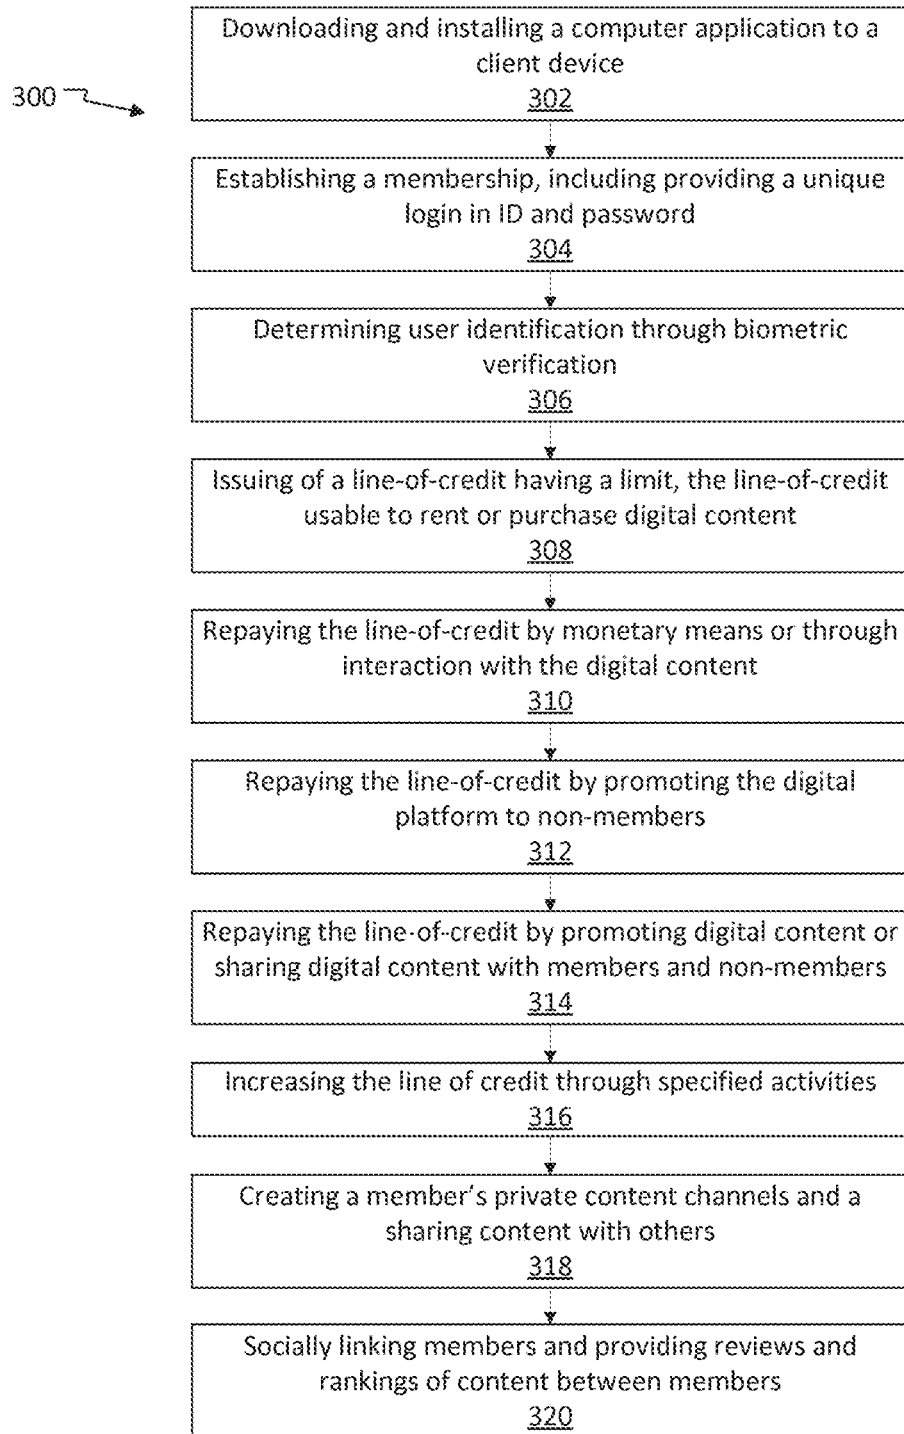 Downloading and installing a computer application to a
client device
302
300
Establishing a membership, including providing a unique
login in ID and password
304
Determining user identification through biometric
verification
306
Issuing of a line-of-credit having a limit, the line-of-credit
usable to rent or purchase digital content
308
Repaying the line-of-credit by monetary means or through
interaction with the digital content
310
Repaying the line-of-credit by promoting the digital
platform to non-members
312
Repaying the line-of-credit by promoting digital content or
sharing digital content with members and non-members
314
Increasing the line of credit through specified activities
316
Creating a member's private content channels and a
sharing content with others
318
Socially linking members and providing reviews and
rankings of content between members
320